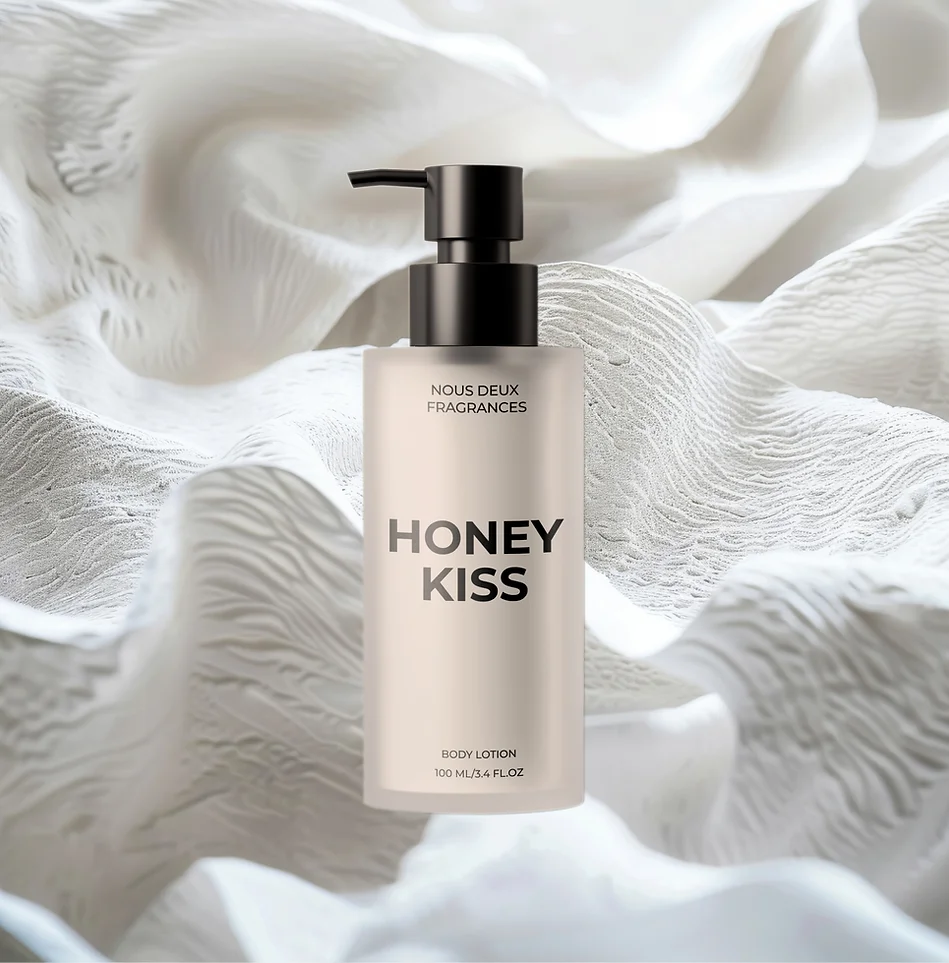 NOUS DEUX
FRAGRANCES
HONEY
KISS
BODY LOTION
100 ML/3.4 FL.OZ